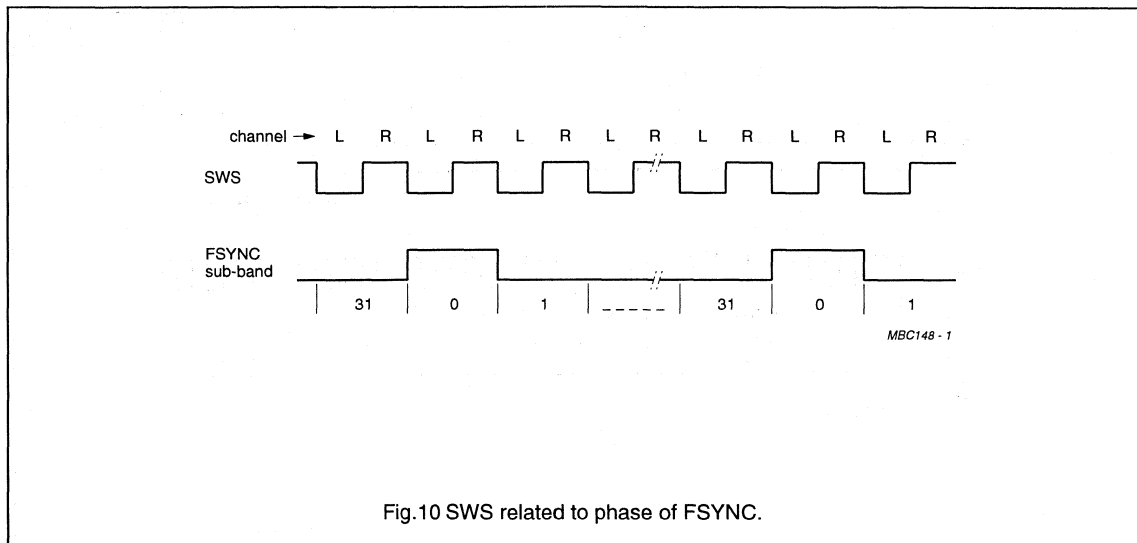 channel → L R L R L R L R L R L R L R
SWS
FSYNC
sub-band
31 0 1 _ _ _ _ _ 31 0 1
MBC148 - 1
Fig.10 SWS related to phase of FSYNC.